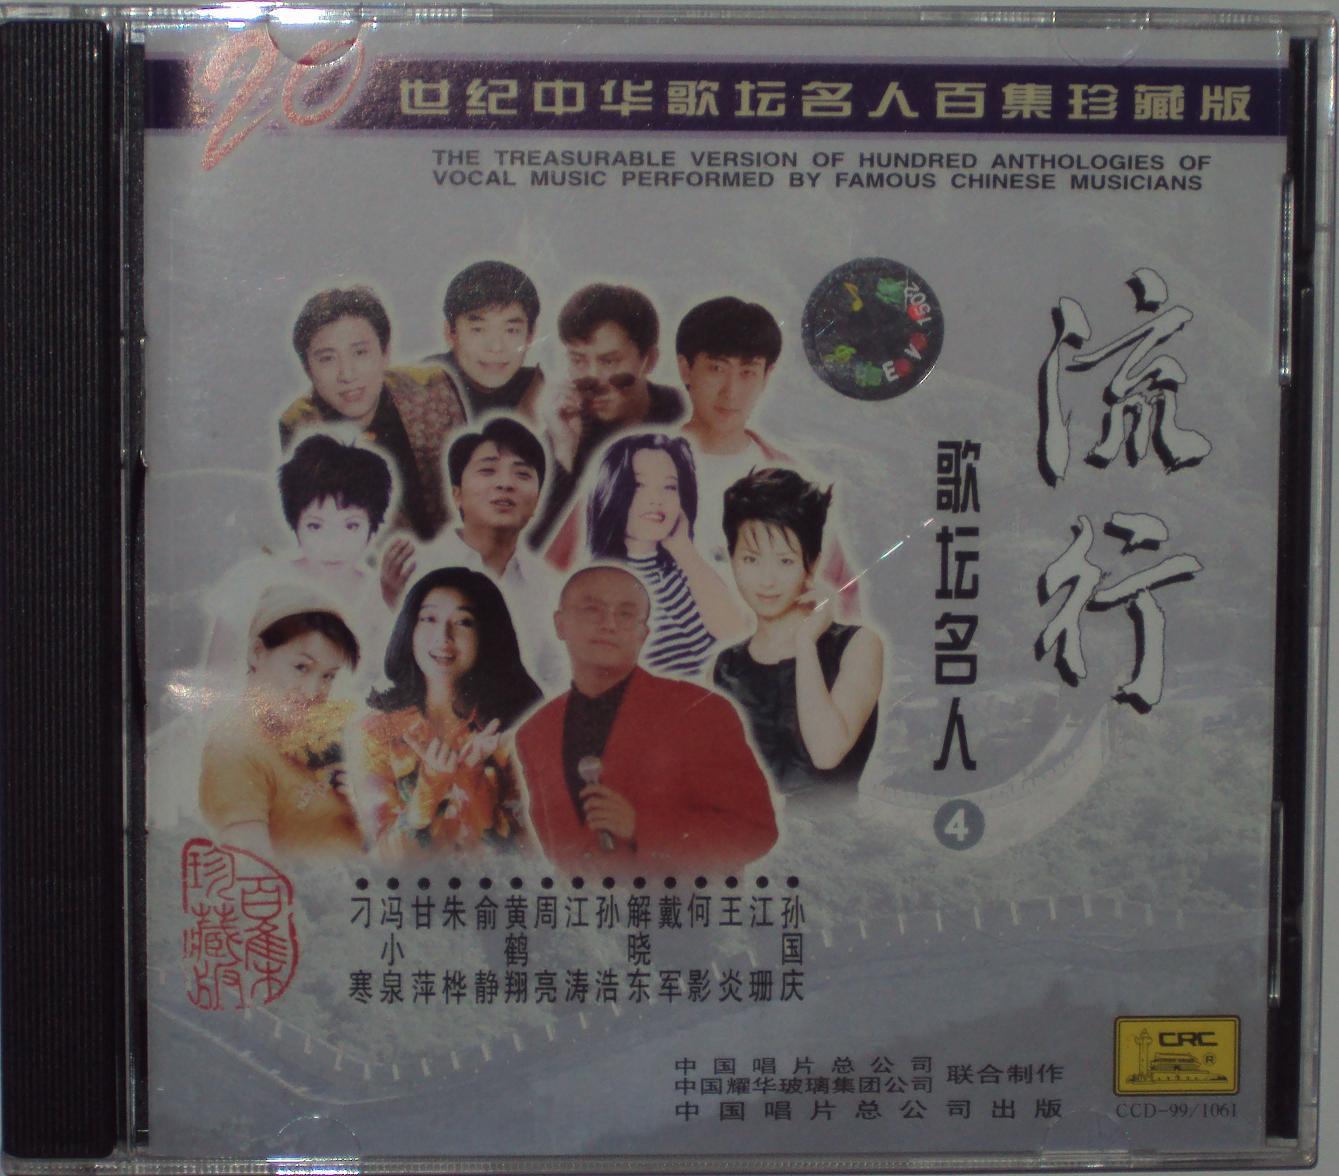 20世纪中华歌坛名人百集珍藏版
THE TREASURABLE VERSION OF HUNDRED ANTHOLOGIES OF
VOCAL MUSIC PERFORMED BY FAMOUS CHINESE MUSICIANS
流行
歌坛名人
4
百集
珍藏版
孙国庆
江珊
王炎
何影
戴军
解晓东
孙浩
江涛
周亮
黄鹤翔
俞静
朱桦
甘萍
冯小泉
刁寒
中国唱片总公司
中国耀华玻璃集团公司
联合制作
中国唱片总公司出版
CRC
®
CCD-99/1061